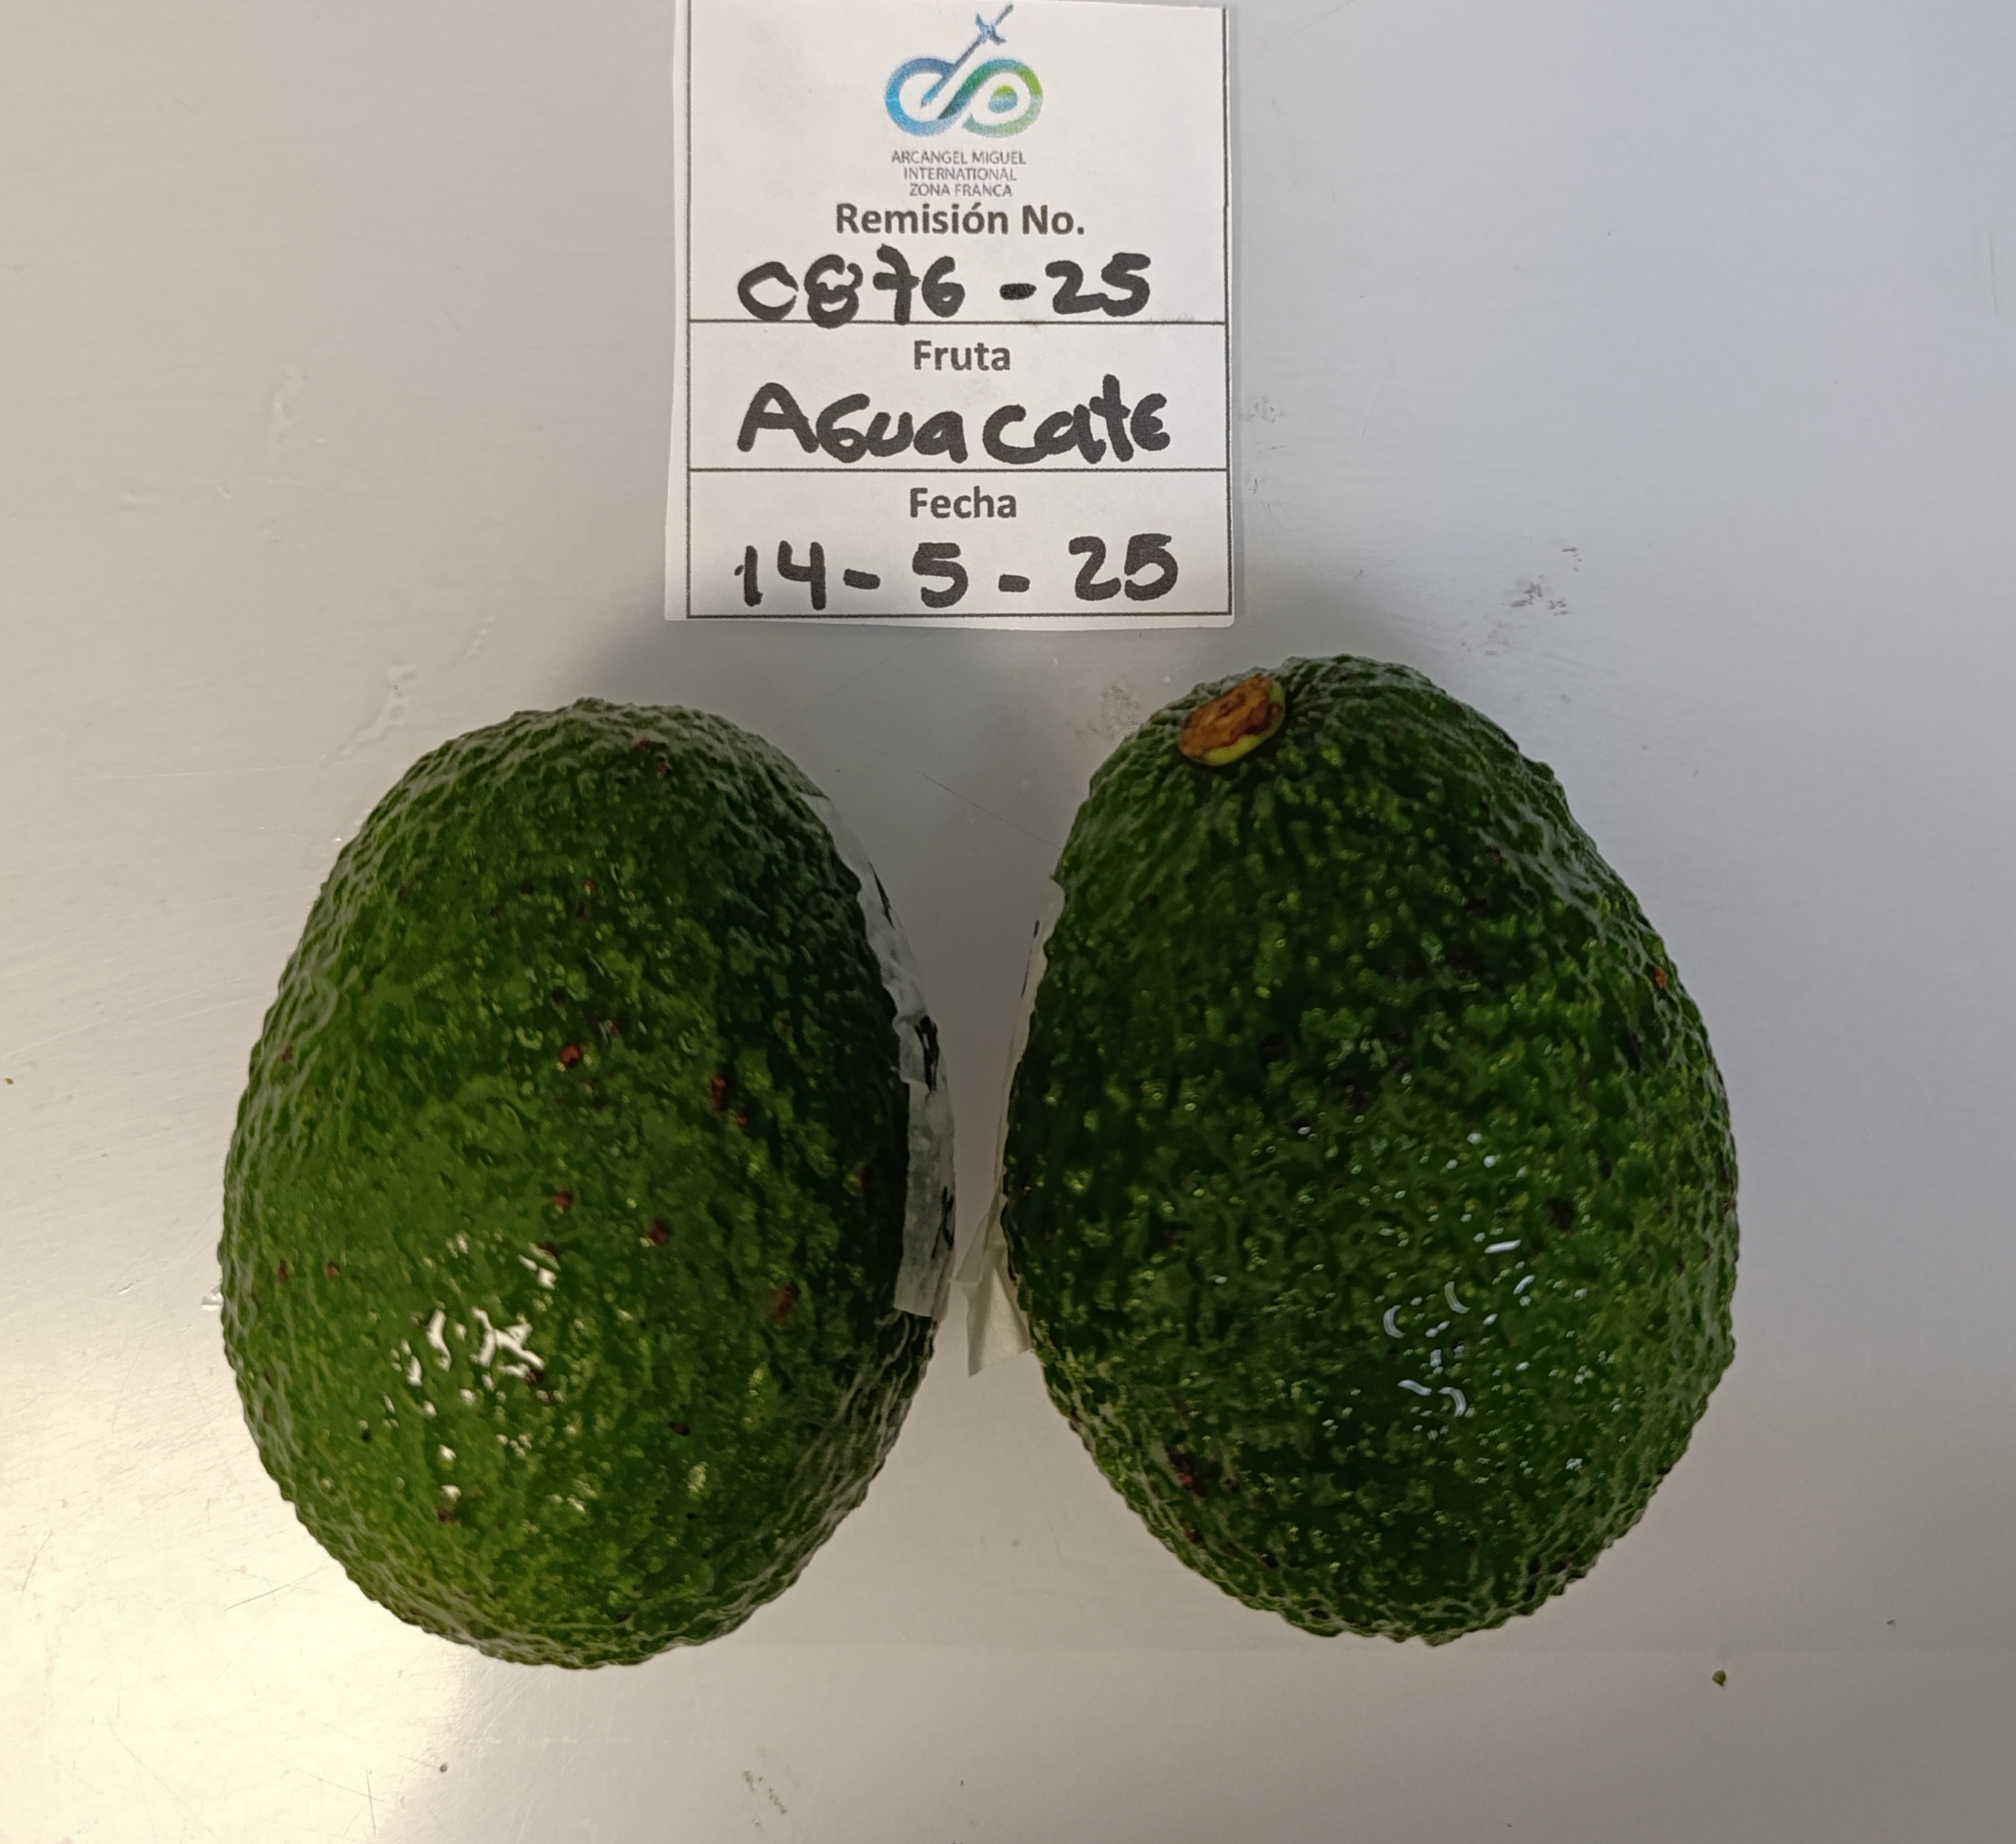 ARCANGEL MIGUEL
INTERNATIONAL
ZONA FRANCA
Remisión No.
0876-25
Fruta
AGuacate
Fecha
14-5-25